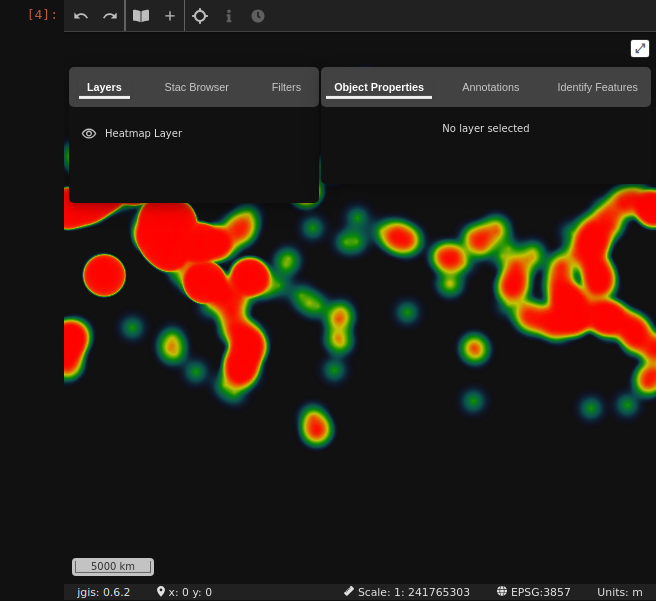 [4]:
Layers Stac Browser Filters
Object Properties Annotations Identify Features
Heatmap Layer
No layer selected
5000 km
jgis: 0.6.2 x: 0 y: 0 Scale: 1: 241765303 EPSG:3857 Units: m